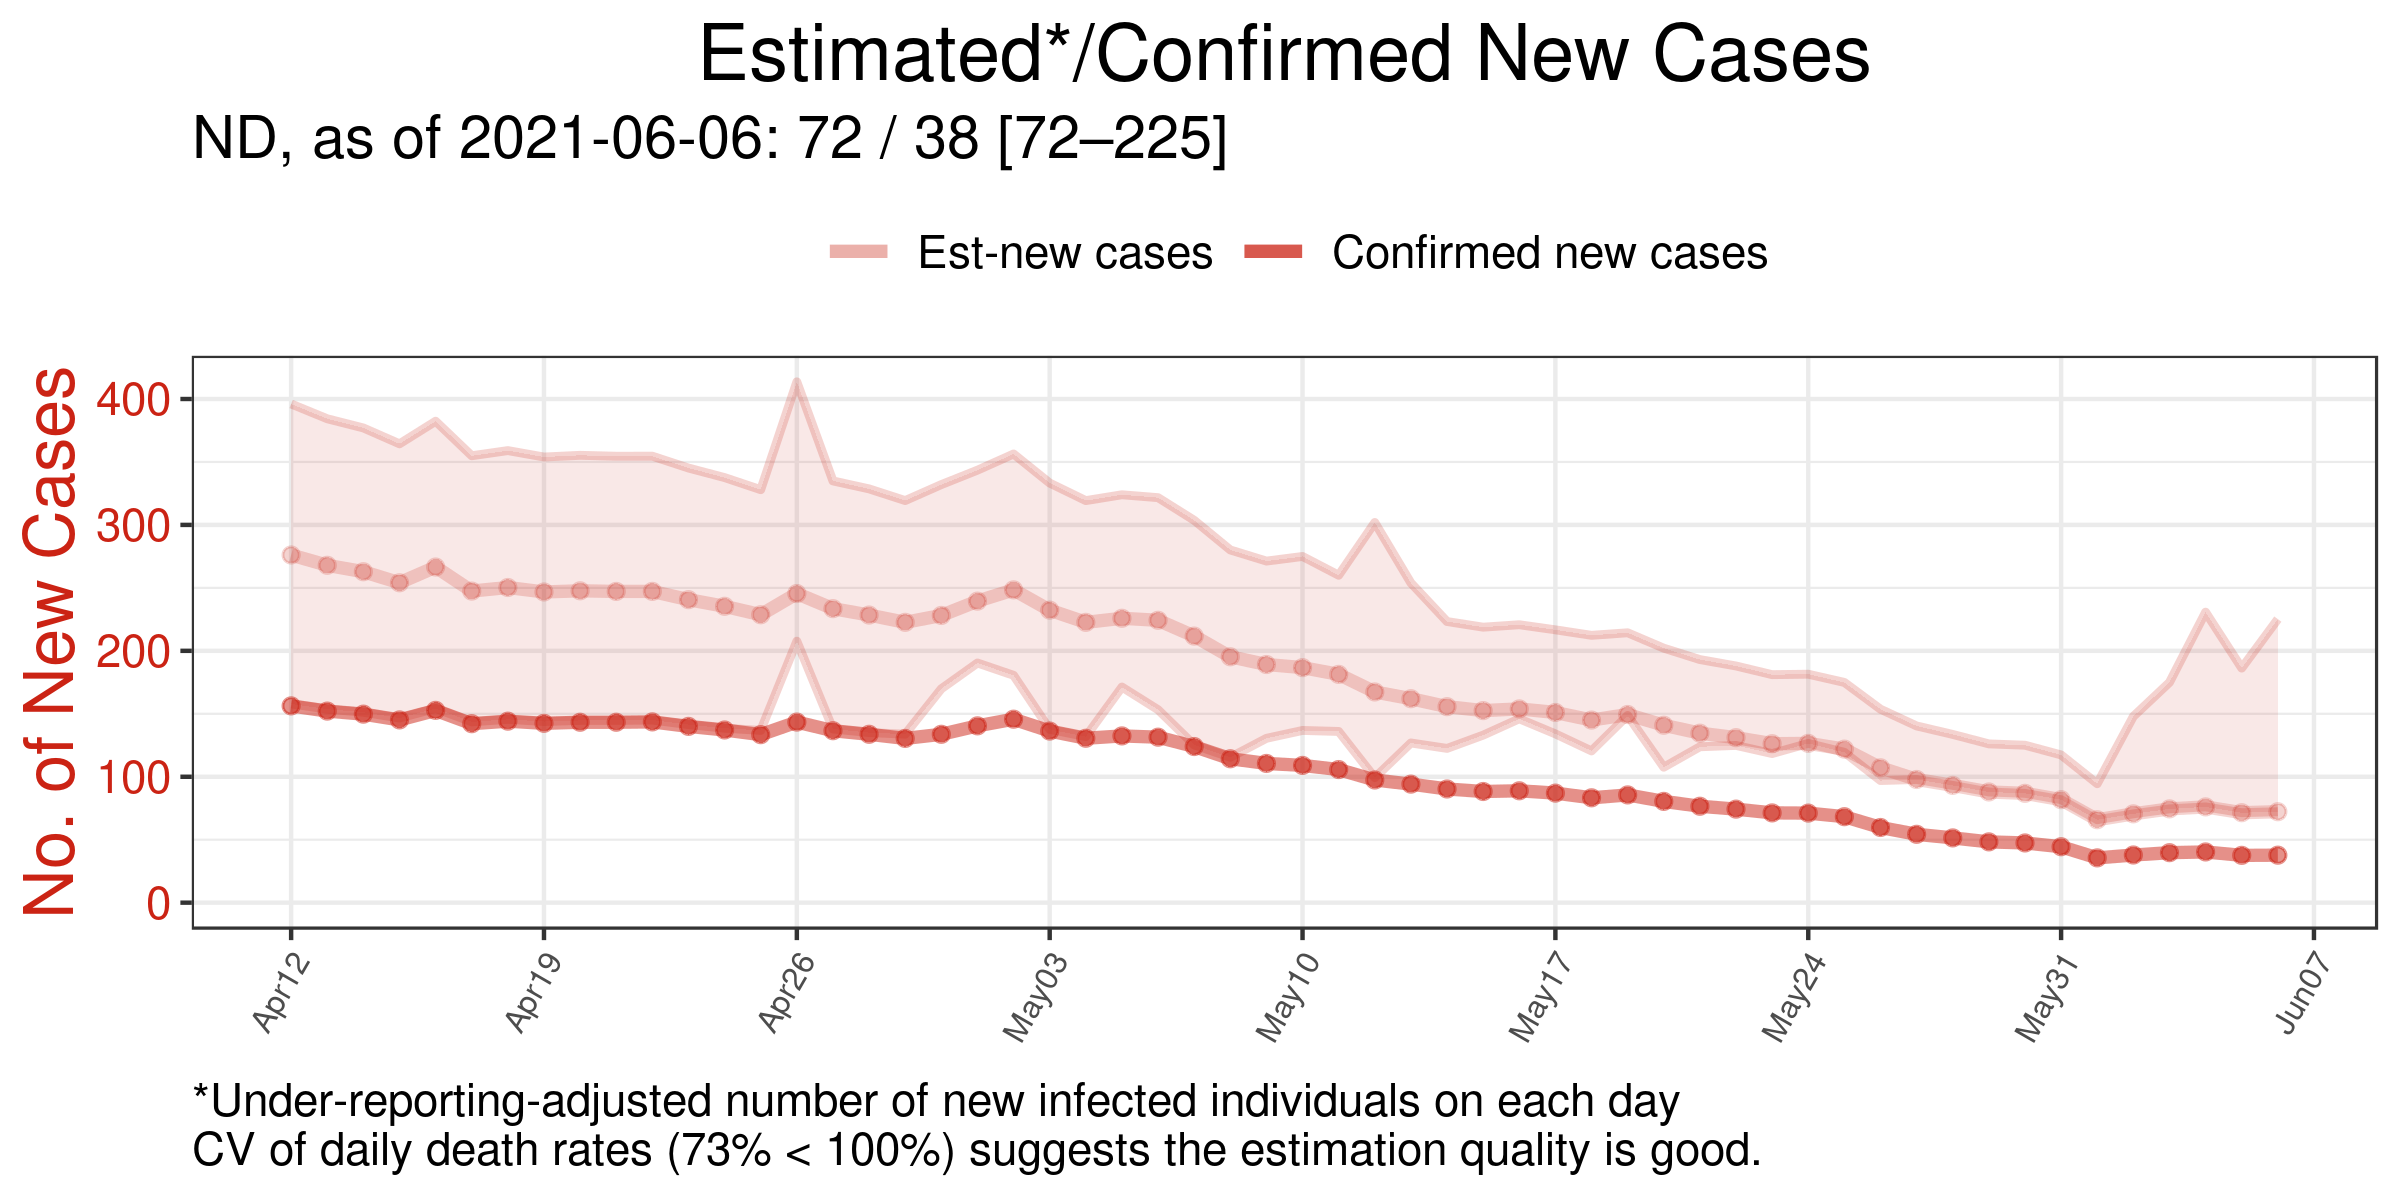 Estimated*/Confirmed New Cases
ND, as of 2021-06-06: 72 / 38 [72–225]
Est-new cases
Confirmed new cases
No. of New Cases
400
300
200
100
0
Apr12
Apr19
Apr26
May03
May10
May17
May24
May31
Jun07
*Under-reporting-adjusted number of new infected individuals on each day
CV of daily death rates (73% < 100%) suggests the estimation quality is good.